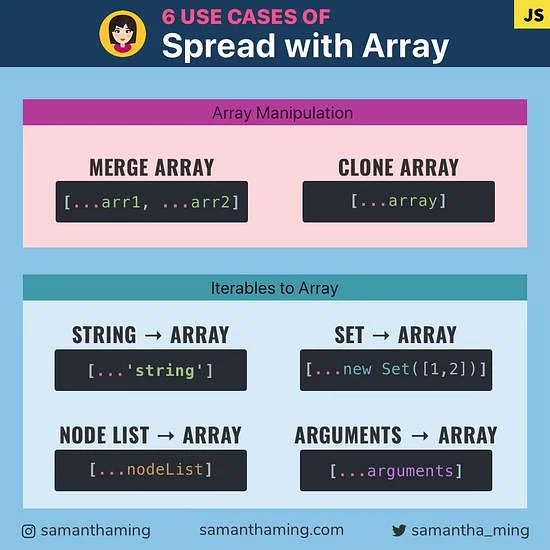 6 USE CASES OF
JS
Spread with Array
Array Manipulation
MERGE ARRAY
[...arr1, ...arr2]
CLONE ARRAY
[...array]
Iterables to Array
STRING → ARRAY
[...'string']
SET → ARRAY
[...new Set([1,2])]
NODE LIST → ARRAY
[...nodeList]
ARGUMENTS → ARRAY
[...arguments]
samanthaming
samanthaming.com
samantha_ming